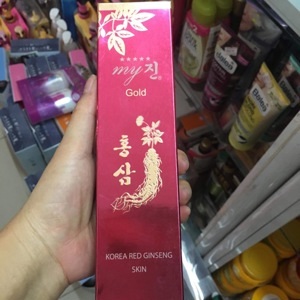 my진
Gold
홍
삼
KOREA RED GINSENG
SKIN